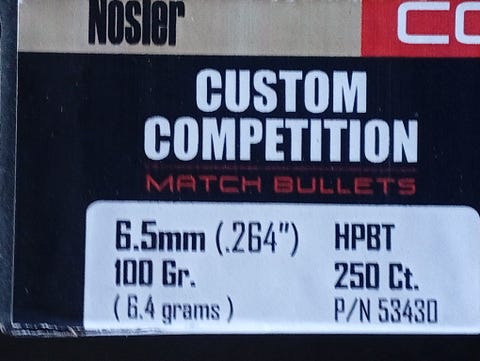 Nosler
CUSTOM
COMPETITION
MATCH BULLETS
6.5mm (.264") HPBT
100 Gr. 250 Ct.
(6.4 grams) P/N 53430